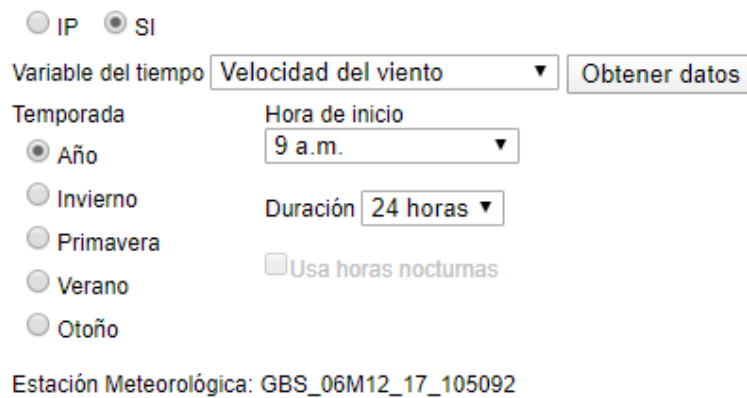 IP SI
Variable del tiempo Velocidad del viento Obtener datos
Temporada Hora de inicio
Año 9 a.m.
Invierno Duración 24 horas
Primavera
Usa horas nocturnas
Verano
Otoño
Estación Meteorológica: GBS_06M12_17_105092